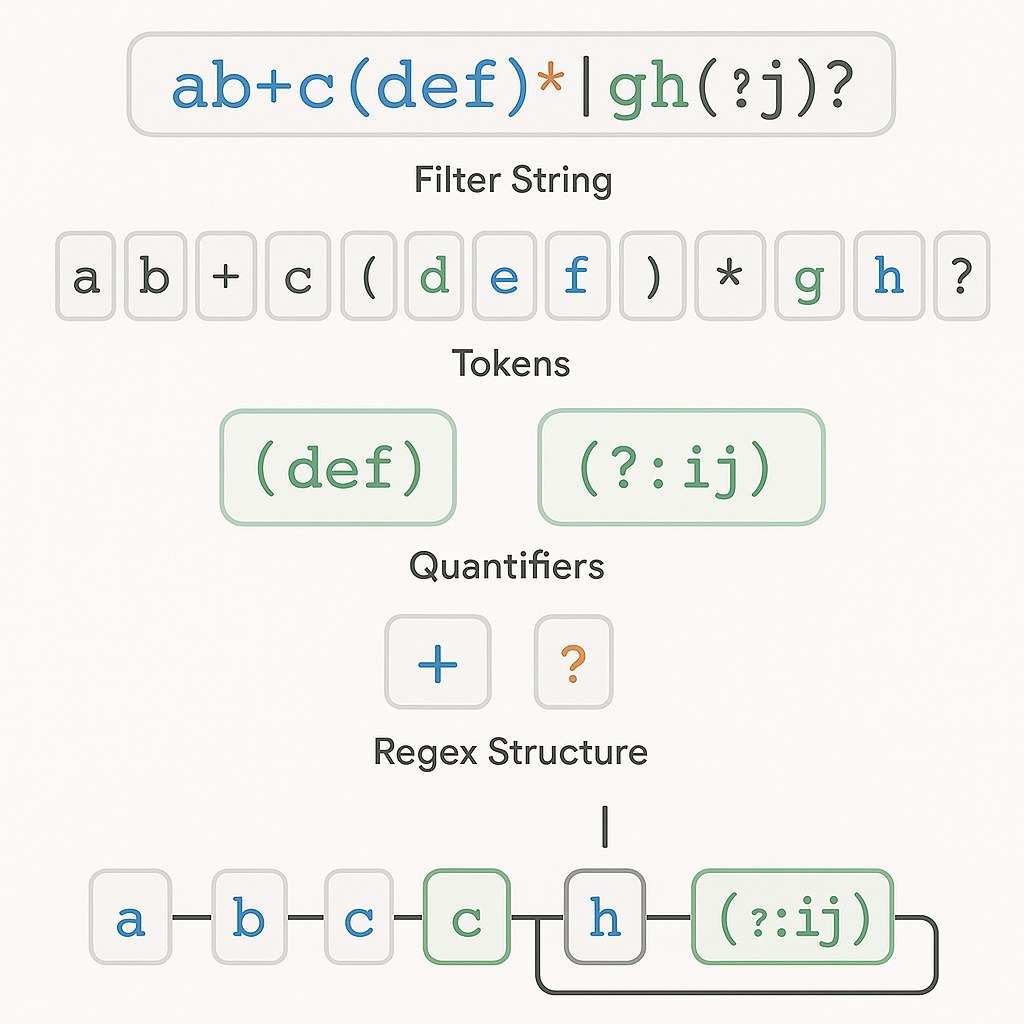 ab+c(def)*|gh(?j)?
Filter String
a b + c ( d e f ) * g h ?
Tokens
(def) (?:ij)
Quantifiers
+ ?
Regex Structure
|
a b c c h (?:ij)